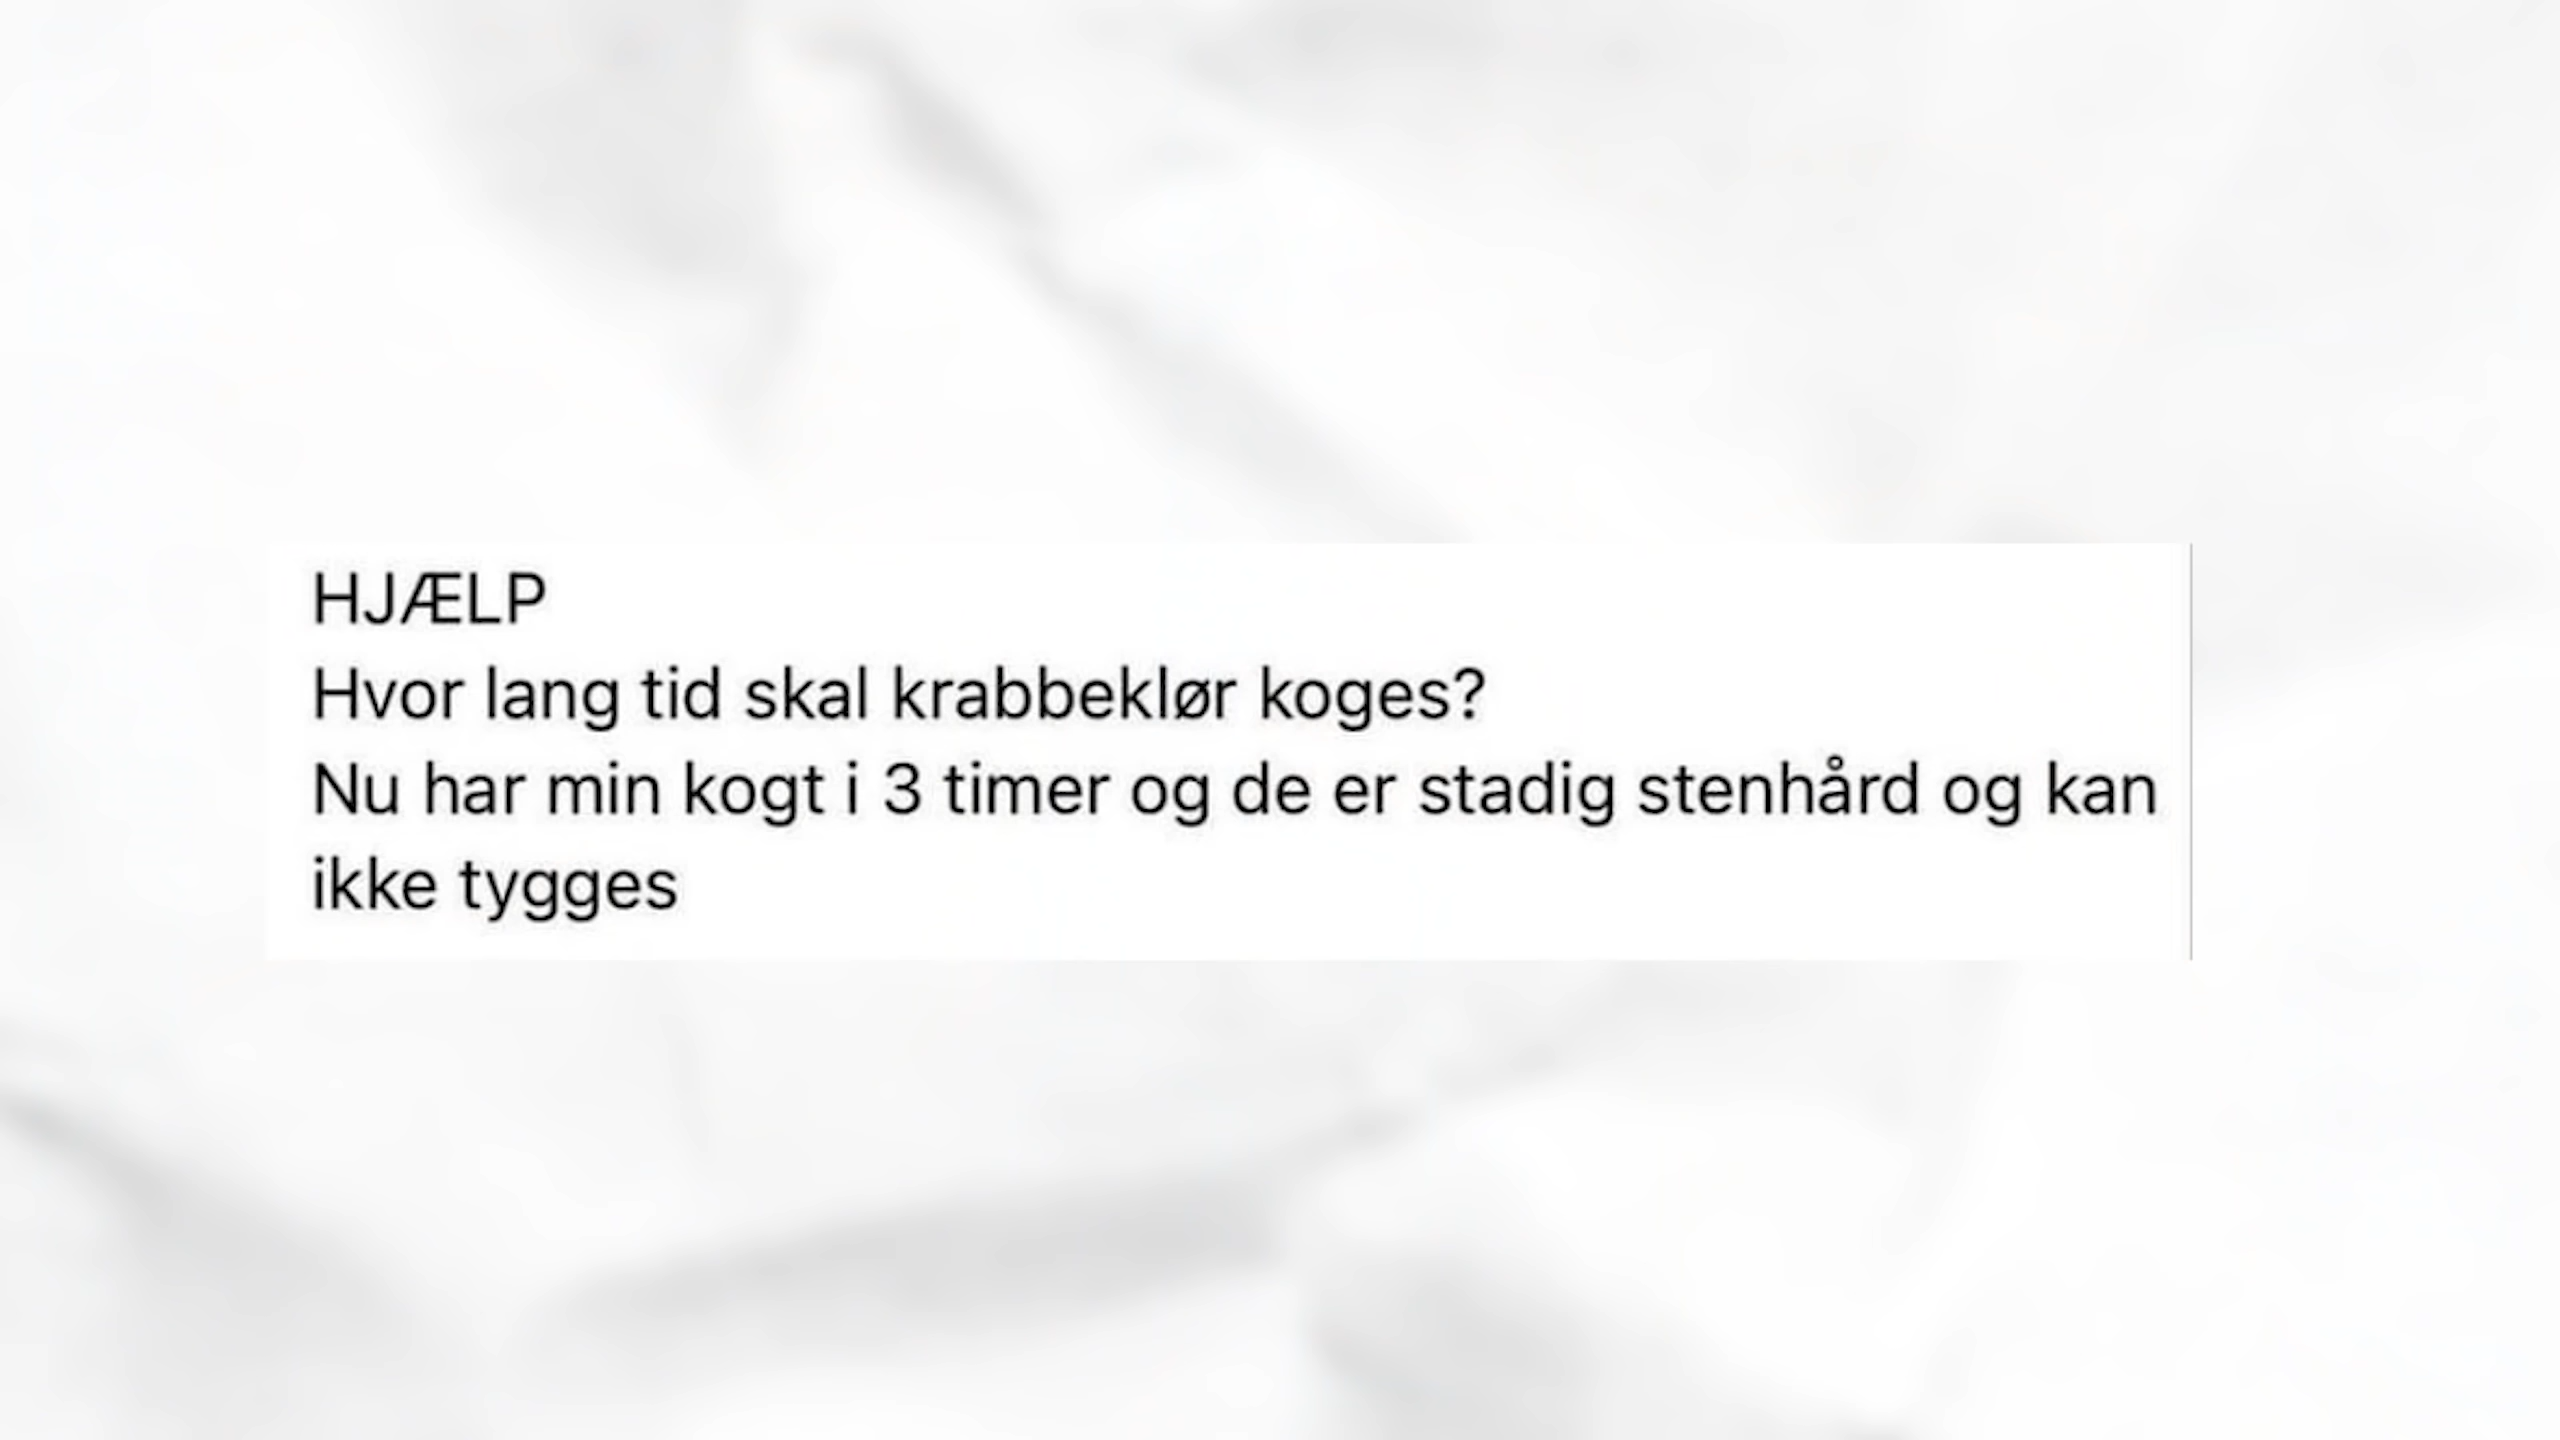 HJÆLP
Hvor lang tid skal krabbeklør koges?
Nu har min kogt i 3 timer og de er stadig stenhård og kan
ikke tygges